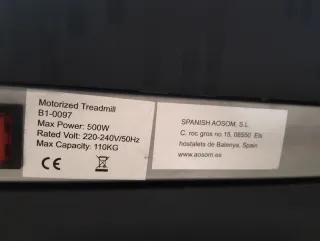 Motorized Treadmill
B1-0097
Max Power: 500W
Rated Volt: 220-240V/50Hz
Max Capacity: 110KG
CE
SPANISH AOSOM, S.L
C. roc gros no.15, 08550 Els
hostalets de Balenya, Spain
www.aosom.es